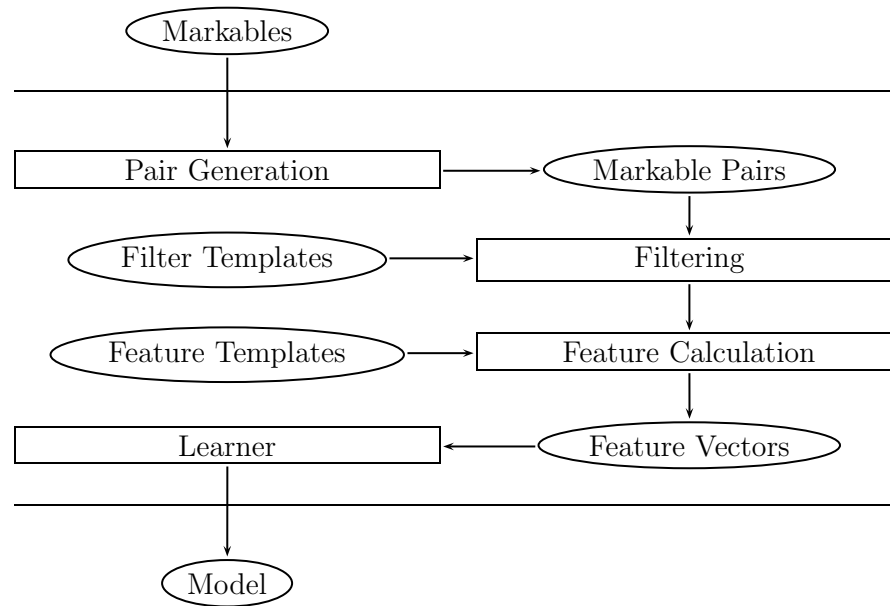 Markables
Pair Generation
Markable Pairs
Filter Templates
Filtering
Feature Templates
Feature Calculation
Learner
Feature Vectors
Model